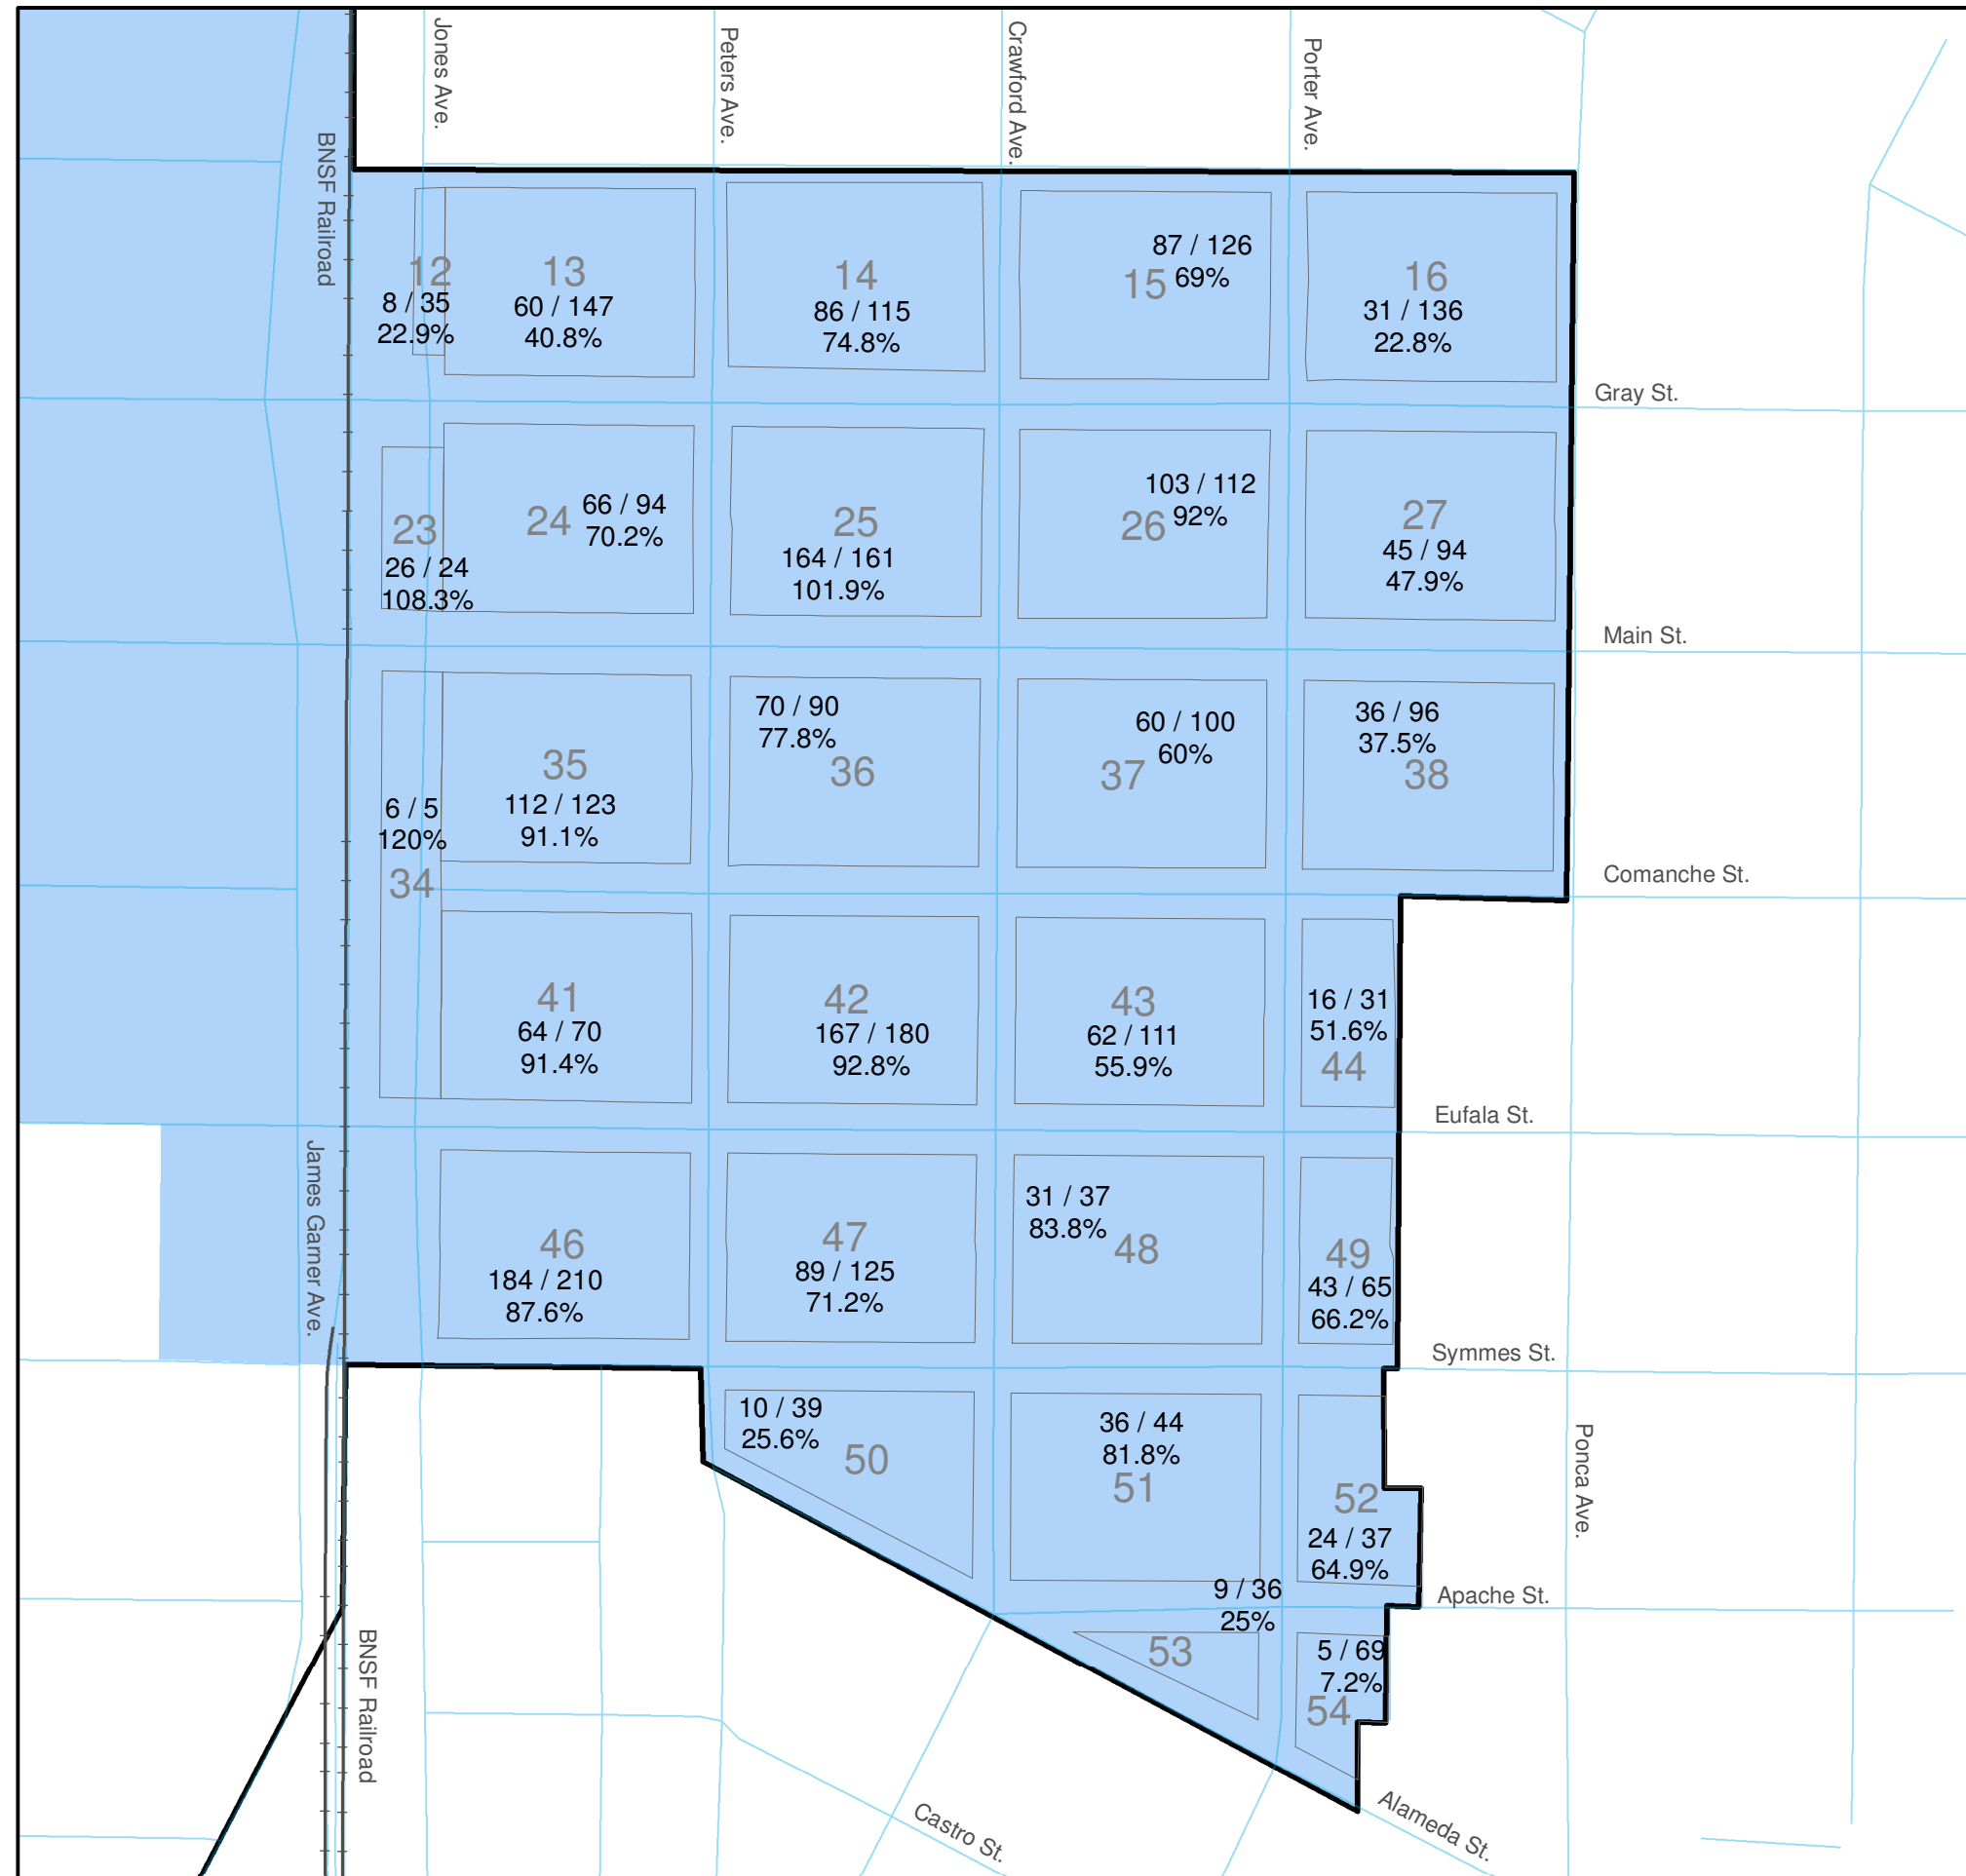 Jones Ave.
Peters Ave.
Crawford Ave.
Porter Ave.
BNSF Railroad
12
8 / 35
22.9%
13
60 / 147
40.8%
14
86 / 115
74.8%
87 / 126
15 69%
16
31 / 136
22.8%
Gray St.
23
26 / 24
108.3%
24 66 / 94
70.2%
25
164 / 161
101.9%
103 / 112
26 92%
27
45 / 94
47.9%
Main St.
6 / 5
120%
34
35
112 / 123
91.1%
70 / 90
77.8%
36
60 / 100
60%
37
36 / 96
37.5%
38
Comanche St.
41
64 / 70
91.4%
42
167 / 180
92.8%
43
62 / 111
55.9%
16 / 31
51.6%
44
Eufala St.
James Garner Ave.
46
184 / 210
87.6%
47
89 / 125
71.2%
31 / 37
83.8%
48
49
43 / 65
66.2%
Symmes St.
10 / 39
25.6%
50
36 / 44
81.8%
51
52
24 / 37
64.9%
Ponca Ave.
9 / 36
25%
53
Apache St.
5 / 69
7.2%
54
BNSF Railroad
Castro St.
Alameda St.